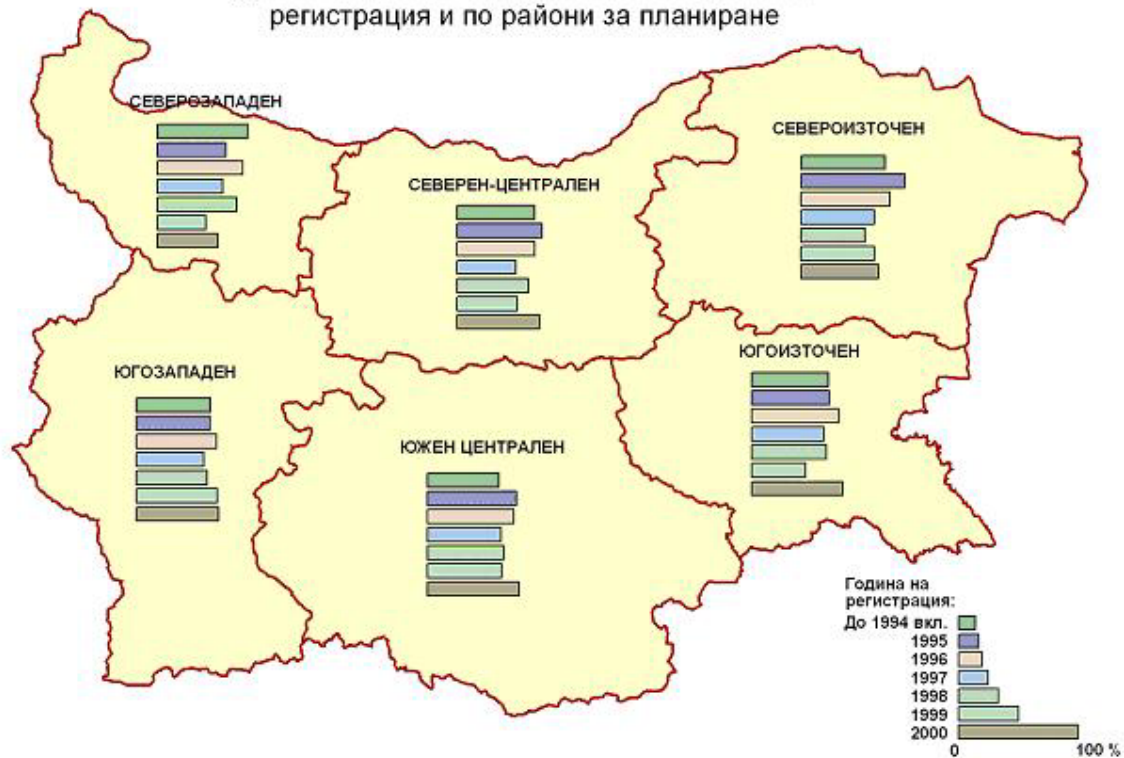 регистрация и по райони за планиране
СЕВЕРОЗАПАДЕН
СЕВЕРОИЗТОЧЕН
СЕВЕРЕН-ЦЕНТРАЛЕН
ЮГОИЗТОЧЕН
ЮГОЗАПАДЕН
ЮЖЕН ЦЕНТРАЛЕН
Година на
регистрация:
До 1994 вкл.
1995
1996
1997
1998
1999
2000
0 100 %